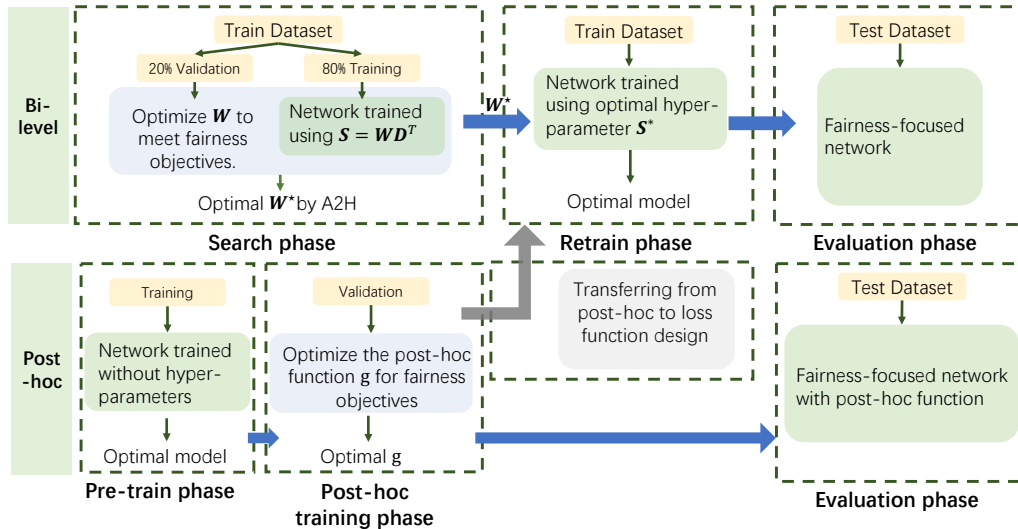 Bi-
level
Train Dataset
20% Validation
80% Training
Optimize W to
meet fairness
objectives.
Network trained
using S = WD^T
Optimal W* by A2H
Search phase
W*
Train Dataset
Network trained
using optimal hyper-
parameter S*
Optimal model
Retrain phase
Test Dataset
Fairness-focused
network
Evaluation phase
Post
-hoc
Training
Network trained
without hyper-
parameters
Optimal model
Pre-train phase
Validation
Optimize the post-hoc
function g for fairness
objectives
Optimal g
Post-hoc
training phase
Transferring from
post-hoc to loss
function design
Test Dataset
Fairness-focused network
with post-hoc function
Evaluation phase